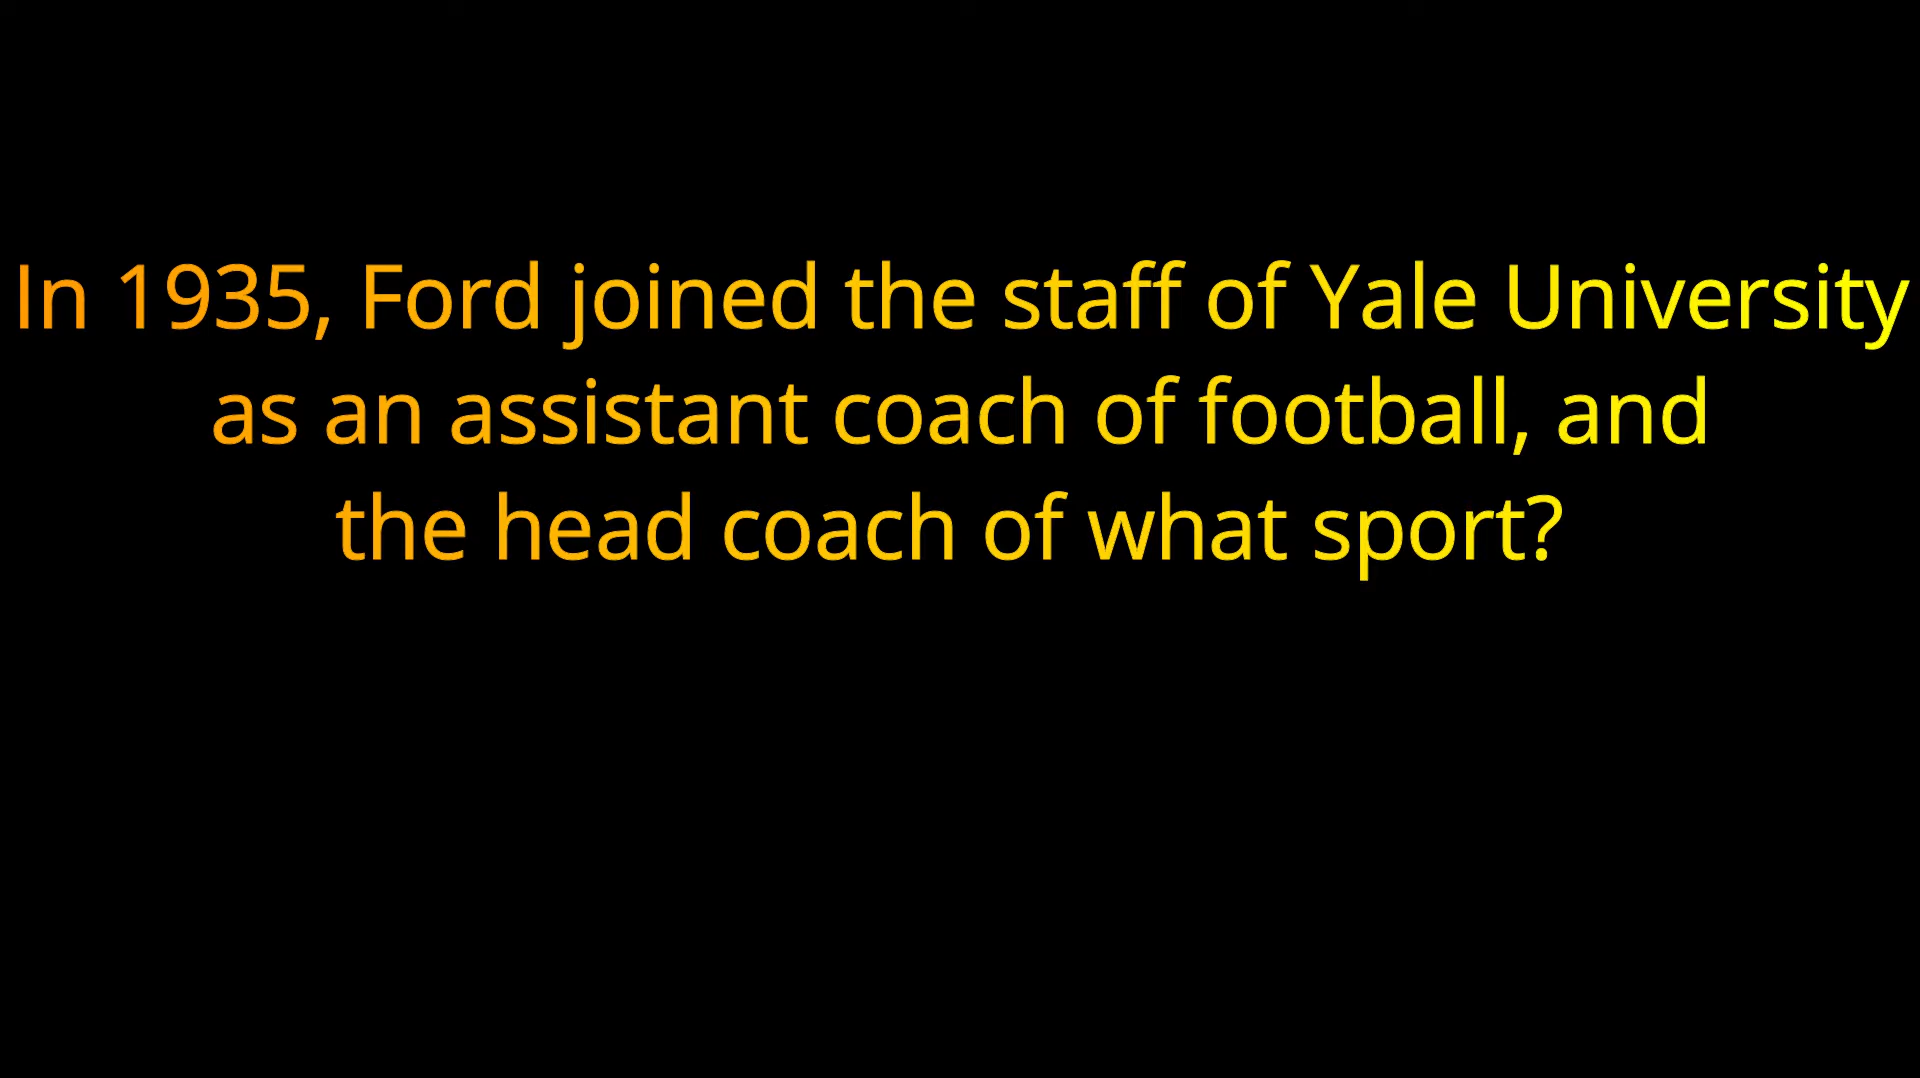 In 1935, Ford joined the staff of Yale University
as an assistant coach of football, and
the head coach of what sport?